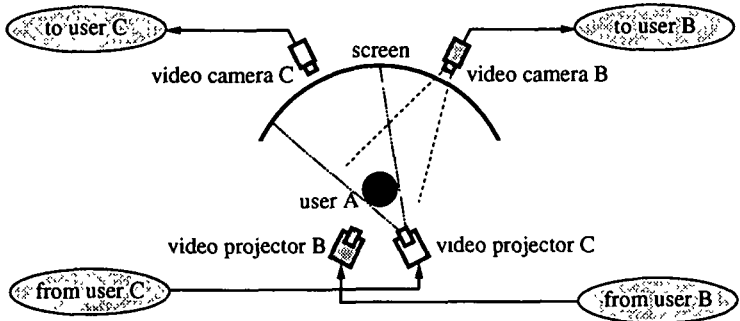 to user C
to user B
screen
video camera C
video camera B
user A
video projector B
video projector C
from user C
from user B